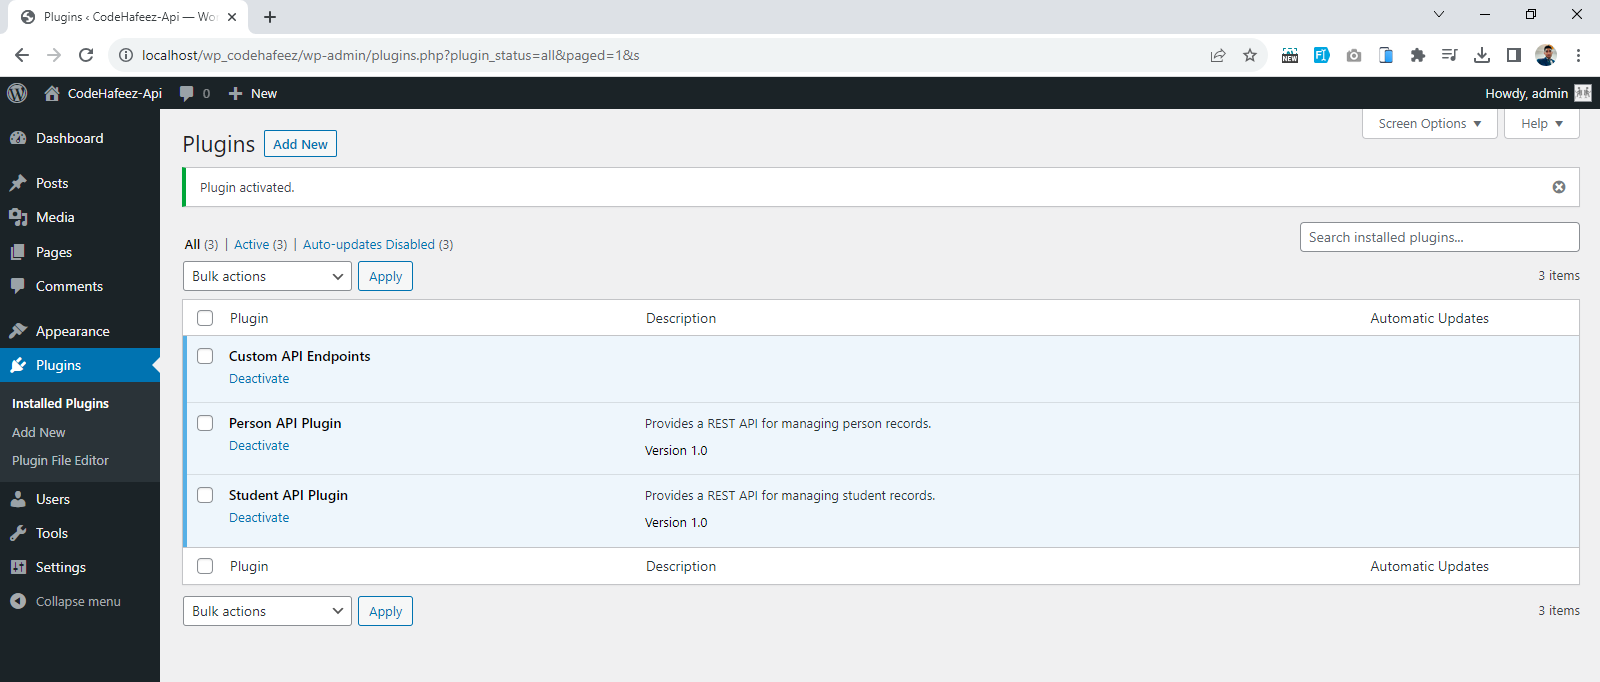 Plugins ‹ CodeHafeez-Api — Wor
localhost/wp_codehafeez/wp-admin/plugins.php?plugin_status=all&paged=1&s
NEW
CodeHafeez-Api 0 New
Howdy, admin
Dashboard
Posts
Media
Pages
Comments
Appearance
Plugins
Installed Plugins
Add New
Plugin File Editor
Users
Tools
Settings
Collapse menu
Screen Options Help
Plugins Add New
Plugin activated.
All (3) | Active (3) | Auto-updates Disabled (3)
Search installed plugins...
Bulk actions Apply
3 items
Plugin Description Automatic Updates
Custom API Endpoints
Deactivate
Person API Plugin Provides a REST API for managing person records.
Deactivate Version 1.0
Student API Plugin Provides a REST API for managing student records.
Deactivate Version 1.0
Plugin Description Automatic Updates
Bulk actions Apply
3 items